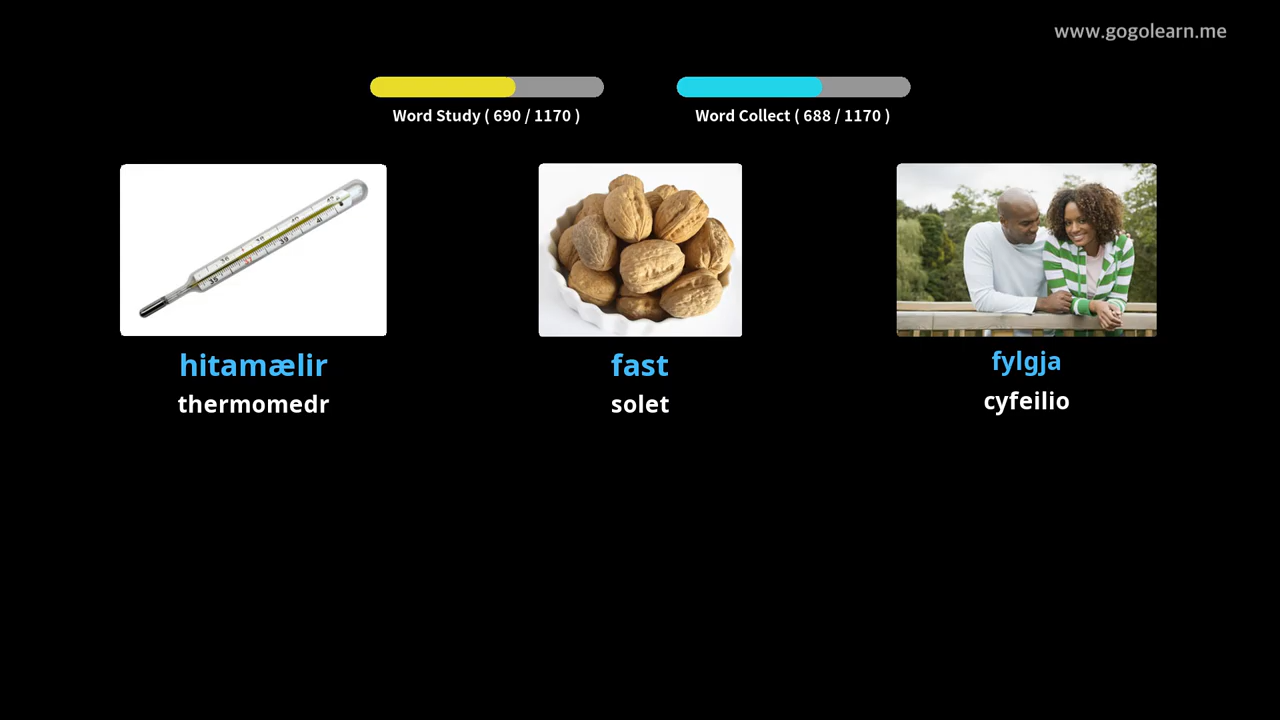 www.gogolearn.me
Word Study ( 690 / 1170 )
Word Collect ( 688 / 1170 )
hitamælir
fast
fylgja
thermomedr
solet
cyfeilio